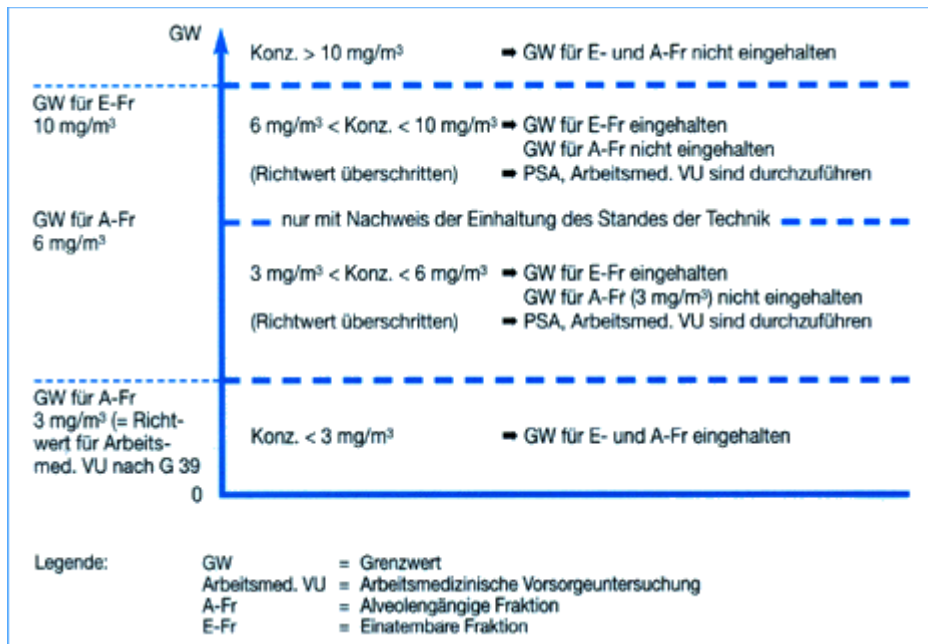 GW
Konz. > 10 mg/m³ ➡ GW für E- und A-Fr nicht eingehalten
GW für E-Fr
10 mg/m³
6 mg/m³ < Konz. < 10 mg/m³ ➡ GW für E-Fr eingehalten
GW für A-Fr nicht eingehalten
(Richtwert überschritten) ➡ PSA, Arbeitsmed. VU sind durchzuführen
GW für A-Fr
6 mg/m³
nur mit Nachweis der Einhaltung des Standes der Technik
3 mg/m³ < Konz. < 6 mg/m³ ➡ GW für E-Fr eingehalten
GW für A-Fr (3 mg/m³) nicht eingehalten
(Richtwert überschritten) ➡ PSA, Arbeitsmed. VU sind durchzuführen
GW für A-Fr
3 mg/m³ (= Richt-
wert für Arbeits-
med. VU nach G 39
Konz. < 3 mg/m³ ➡ GW für E- und A-Fr eingehalten
0
Legende: GW = Grenzwert
Arbeitsmed. VU = Arbeitsmedizinische Vorsorgeuntersuchung
A-Fr = Alveolengängige Fraktion
E-Fr = Einatembare Fraktion